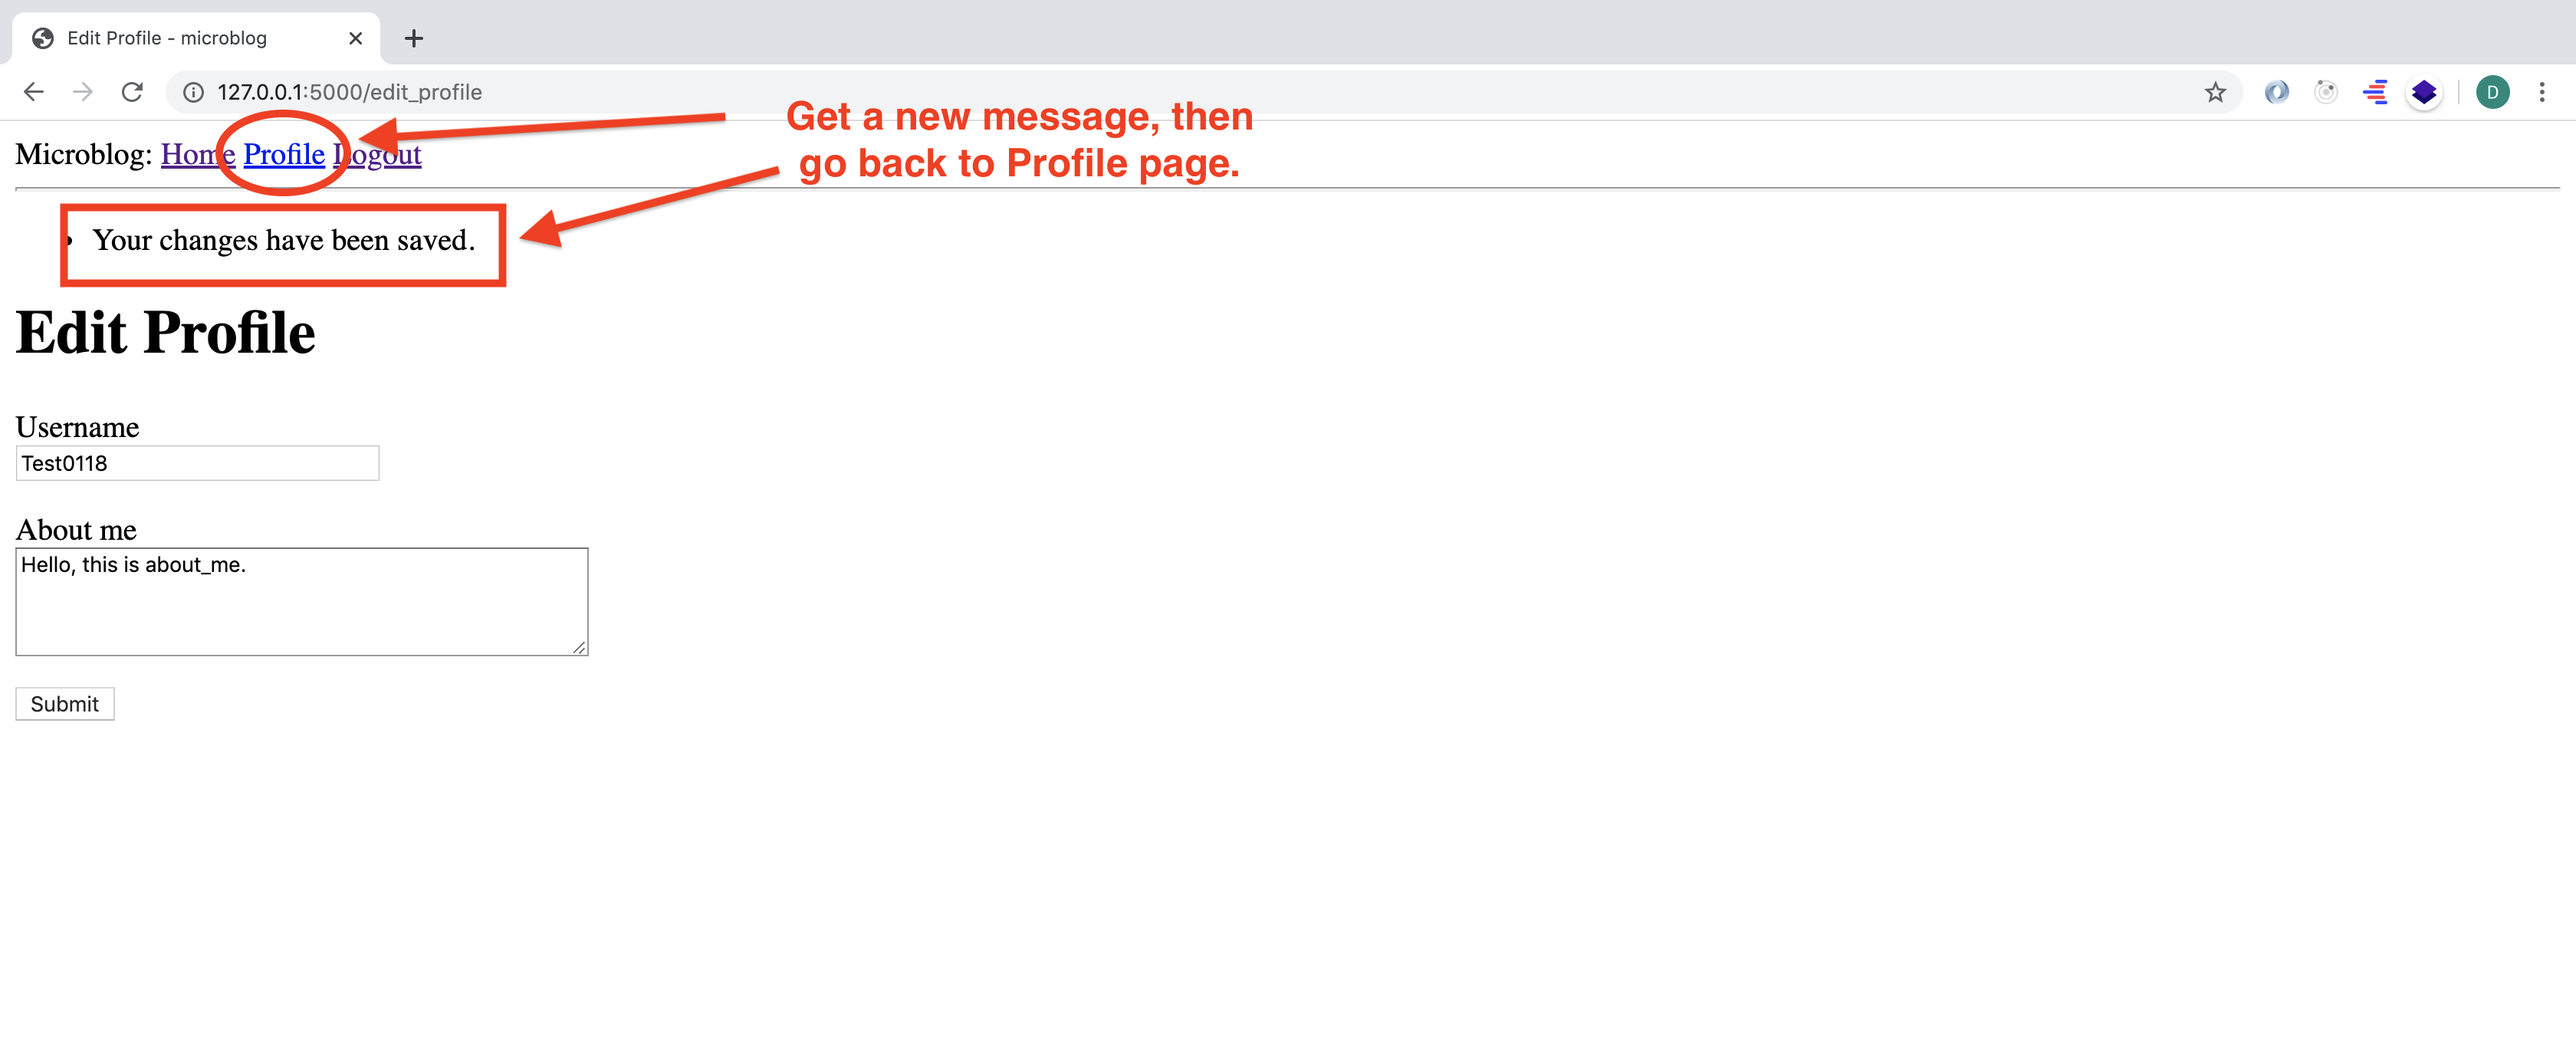 Edit Profile - microblog
127.0.0.1:5000/edit_profile
D
Get a new message, then
go back to Profile page.
Microblog: Home Profile Logout
Your changes have been saved.
Edit Profile
Username
Test0118
About me
Hello, this is about_me.
Submit